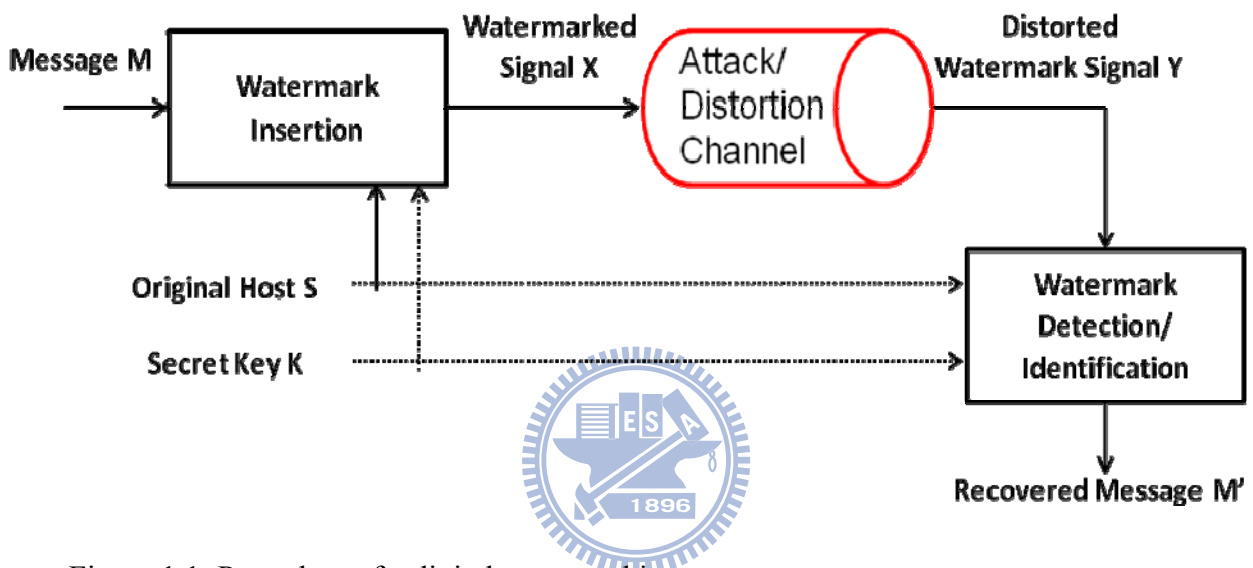 Message M
Watermark
Insertion
Watermarked
Signal X
Attack/
Distortion
Channel
Distorted
Watermark Signal Y
Original Host S
Secret Key K
Watermark
Detection/
Identification
Recovered Message M'
E S A
1896